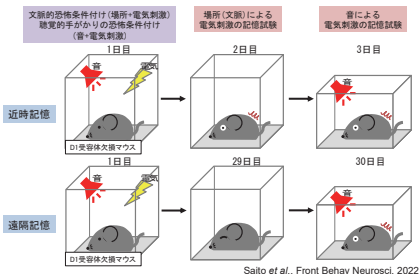 文脈的恐怖条件付け(場所+電気刺激)
聴覚的手がかりの恐怖条件付け
(音+電気刺激)
場所(文脈)による
電気刺激の記憶試験
音による
電気刺激の記憶試験
1日目
2日目
3日目
音
電気
音
近時記憶
D1受容体欠損マウス
1日目
29日目
30日目
音
電気
音
遠隔記憶
D1受容体欠損マウス
Saito et al., Front Behav Neurosci, 2022